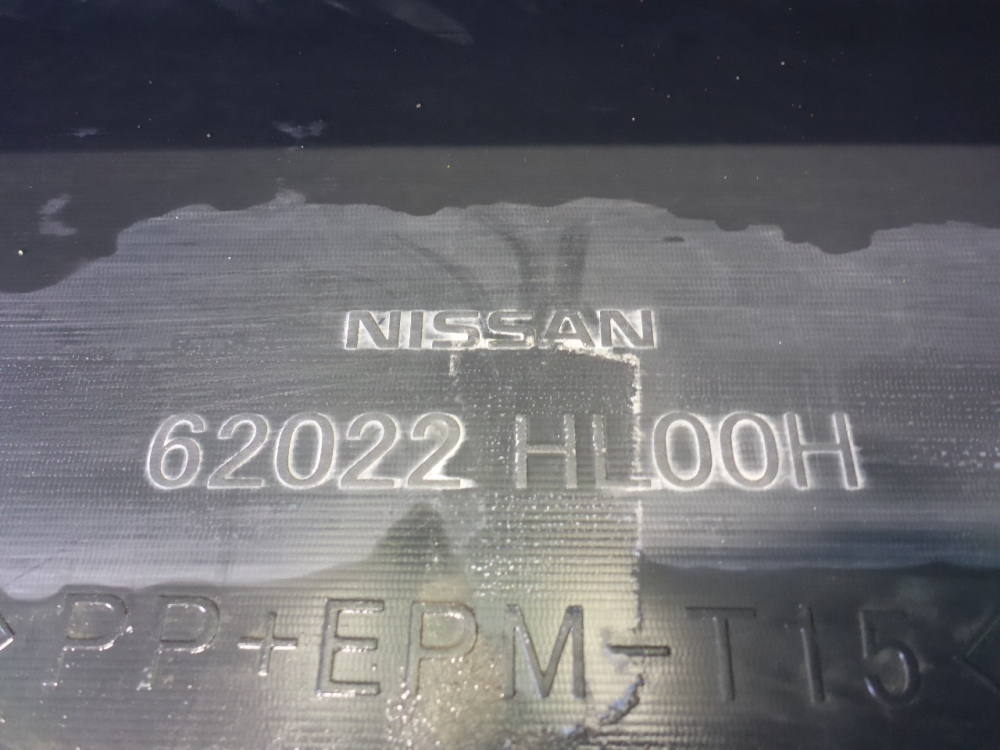 NISSAN
62022 HL00H
>PP+EPM-T15<